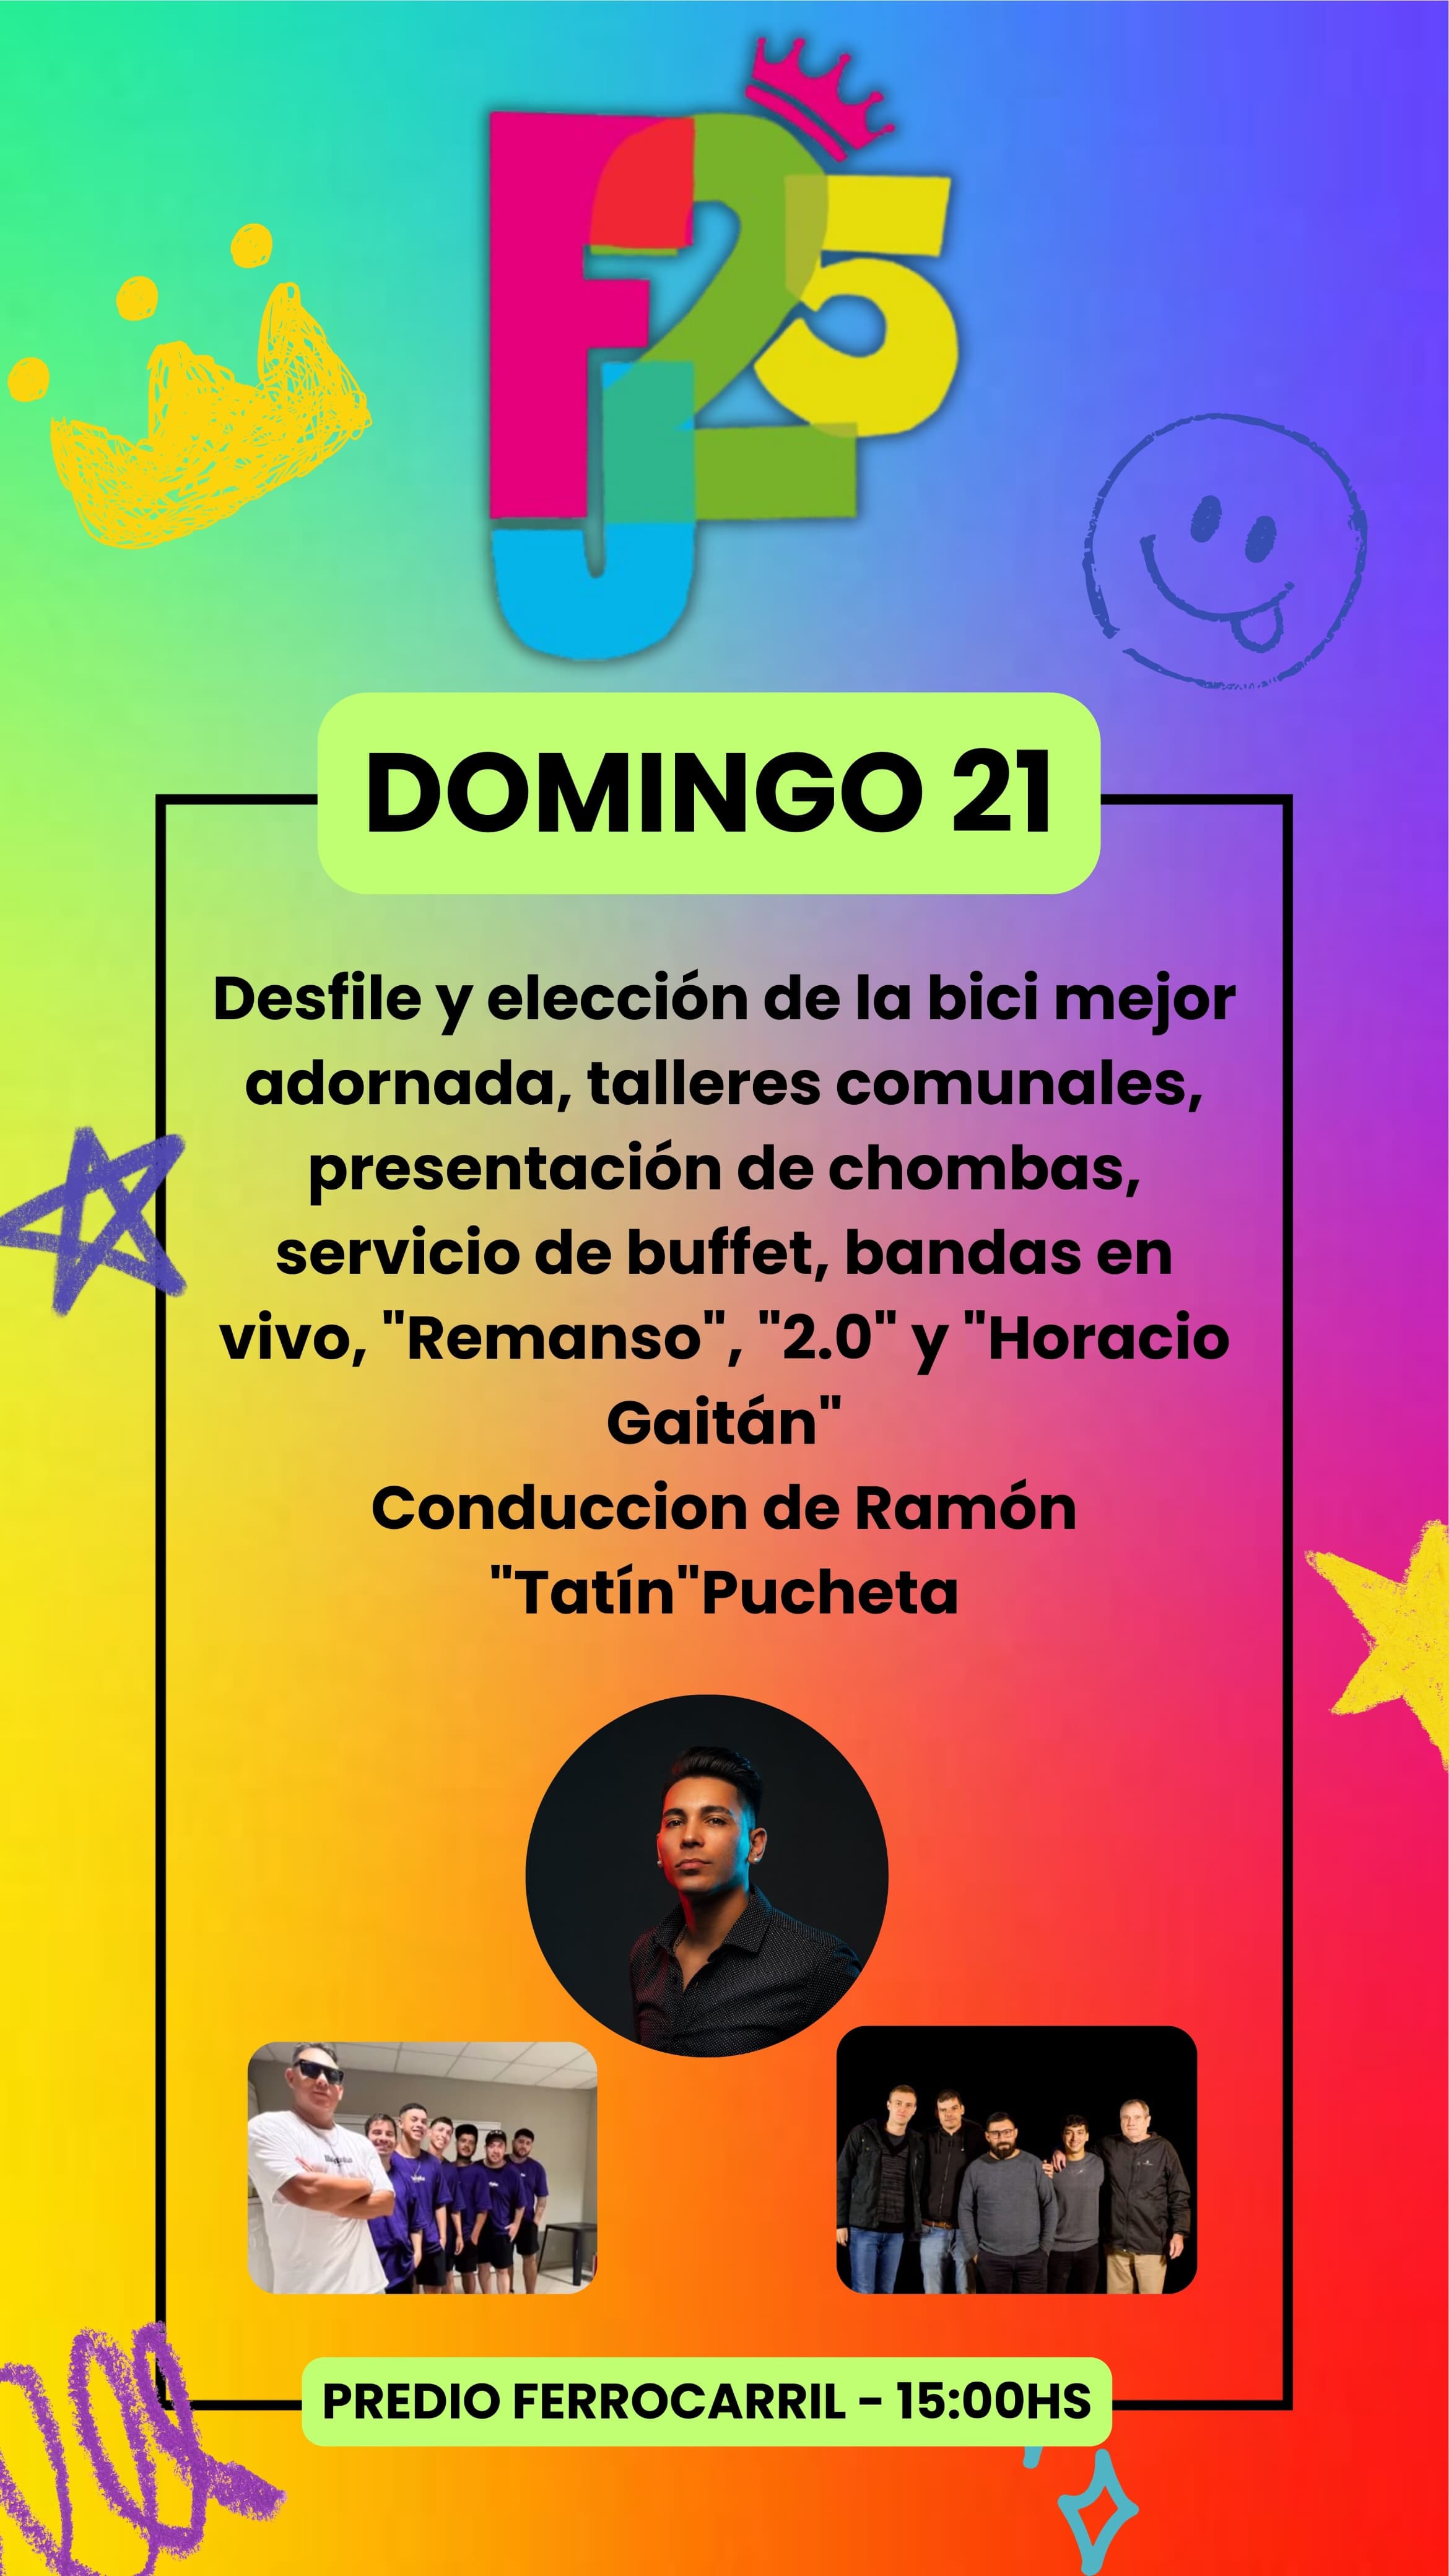 FJ25
DOMINGO 21
Desfile y elección de la bici mejor
adornada, talleres comunales,
presentación de chombas,
servicio de buffet, bandas en
vivo, "Remanso", "2.0" y "Horacio
Gaitán"
Conduccion de Ramón
"Tatín"Pucheta
PREDIO FERROCARRIL - 15:00HS